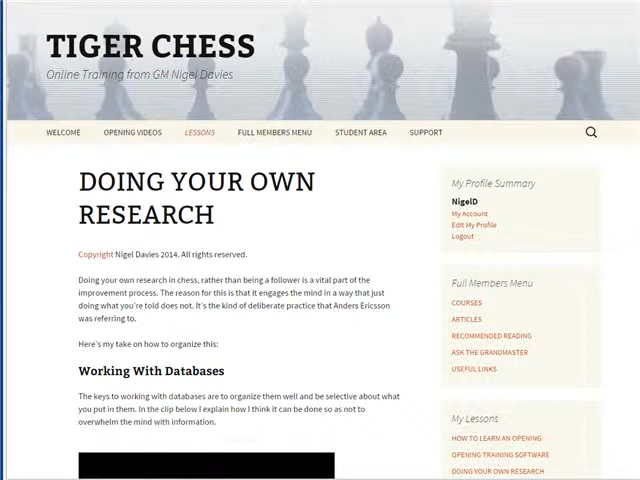 TIGER CHESS
Online Training from GM Nigel Davies
WELCOME OPENING VIDEOS LESSONS FULL MEMBERS MENU STUDENT AREA SUPPORT
DOING YOUR OWN
RESEARCH
Copyright Nigel Davies 2014. All rights reserved.
Doing your own research in chess, rather than being a follower is a vital part of the
improvement process. The reason for this is that it engages the mind in a way that just
doing what you're told does not. It's the kind of deliberate practice that Anders Ericsson
was referring to.
Here's my take on how to organize this:
Working With Databases
The keys to working with databases are to organize them well and be selective about what
you put in them. In the clip below I explain how I think it can be done so as not to
overwhelm the mind with information.
My Profile Summary
NigelD
My Account
Edit My Profile
Logout
Full Members Menu
COURSES
ARTICLES
RECOMMENDED READING
ASK THE GRANDMASTER
USEFUL LINKS
My Lessons
HOW TO LEARN AN OPENING
OPENING TRAINING SOFTWARE
DOING YOUR OWN RESEARCH